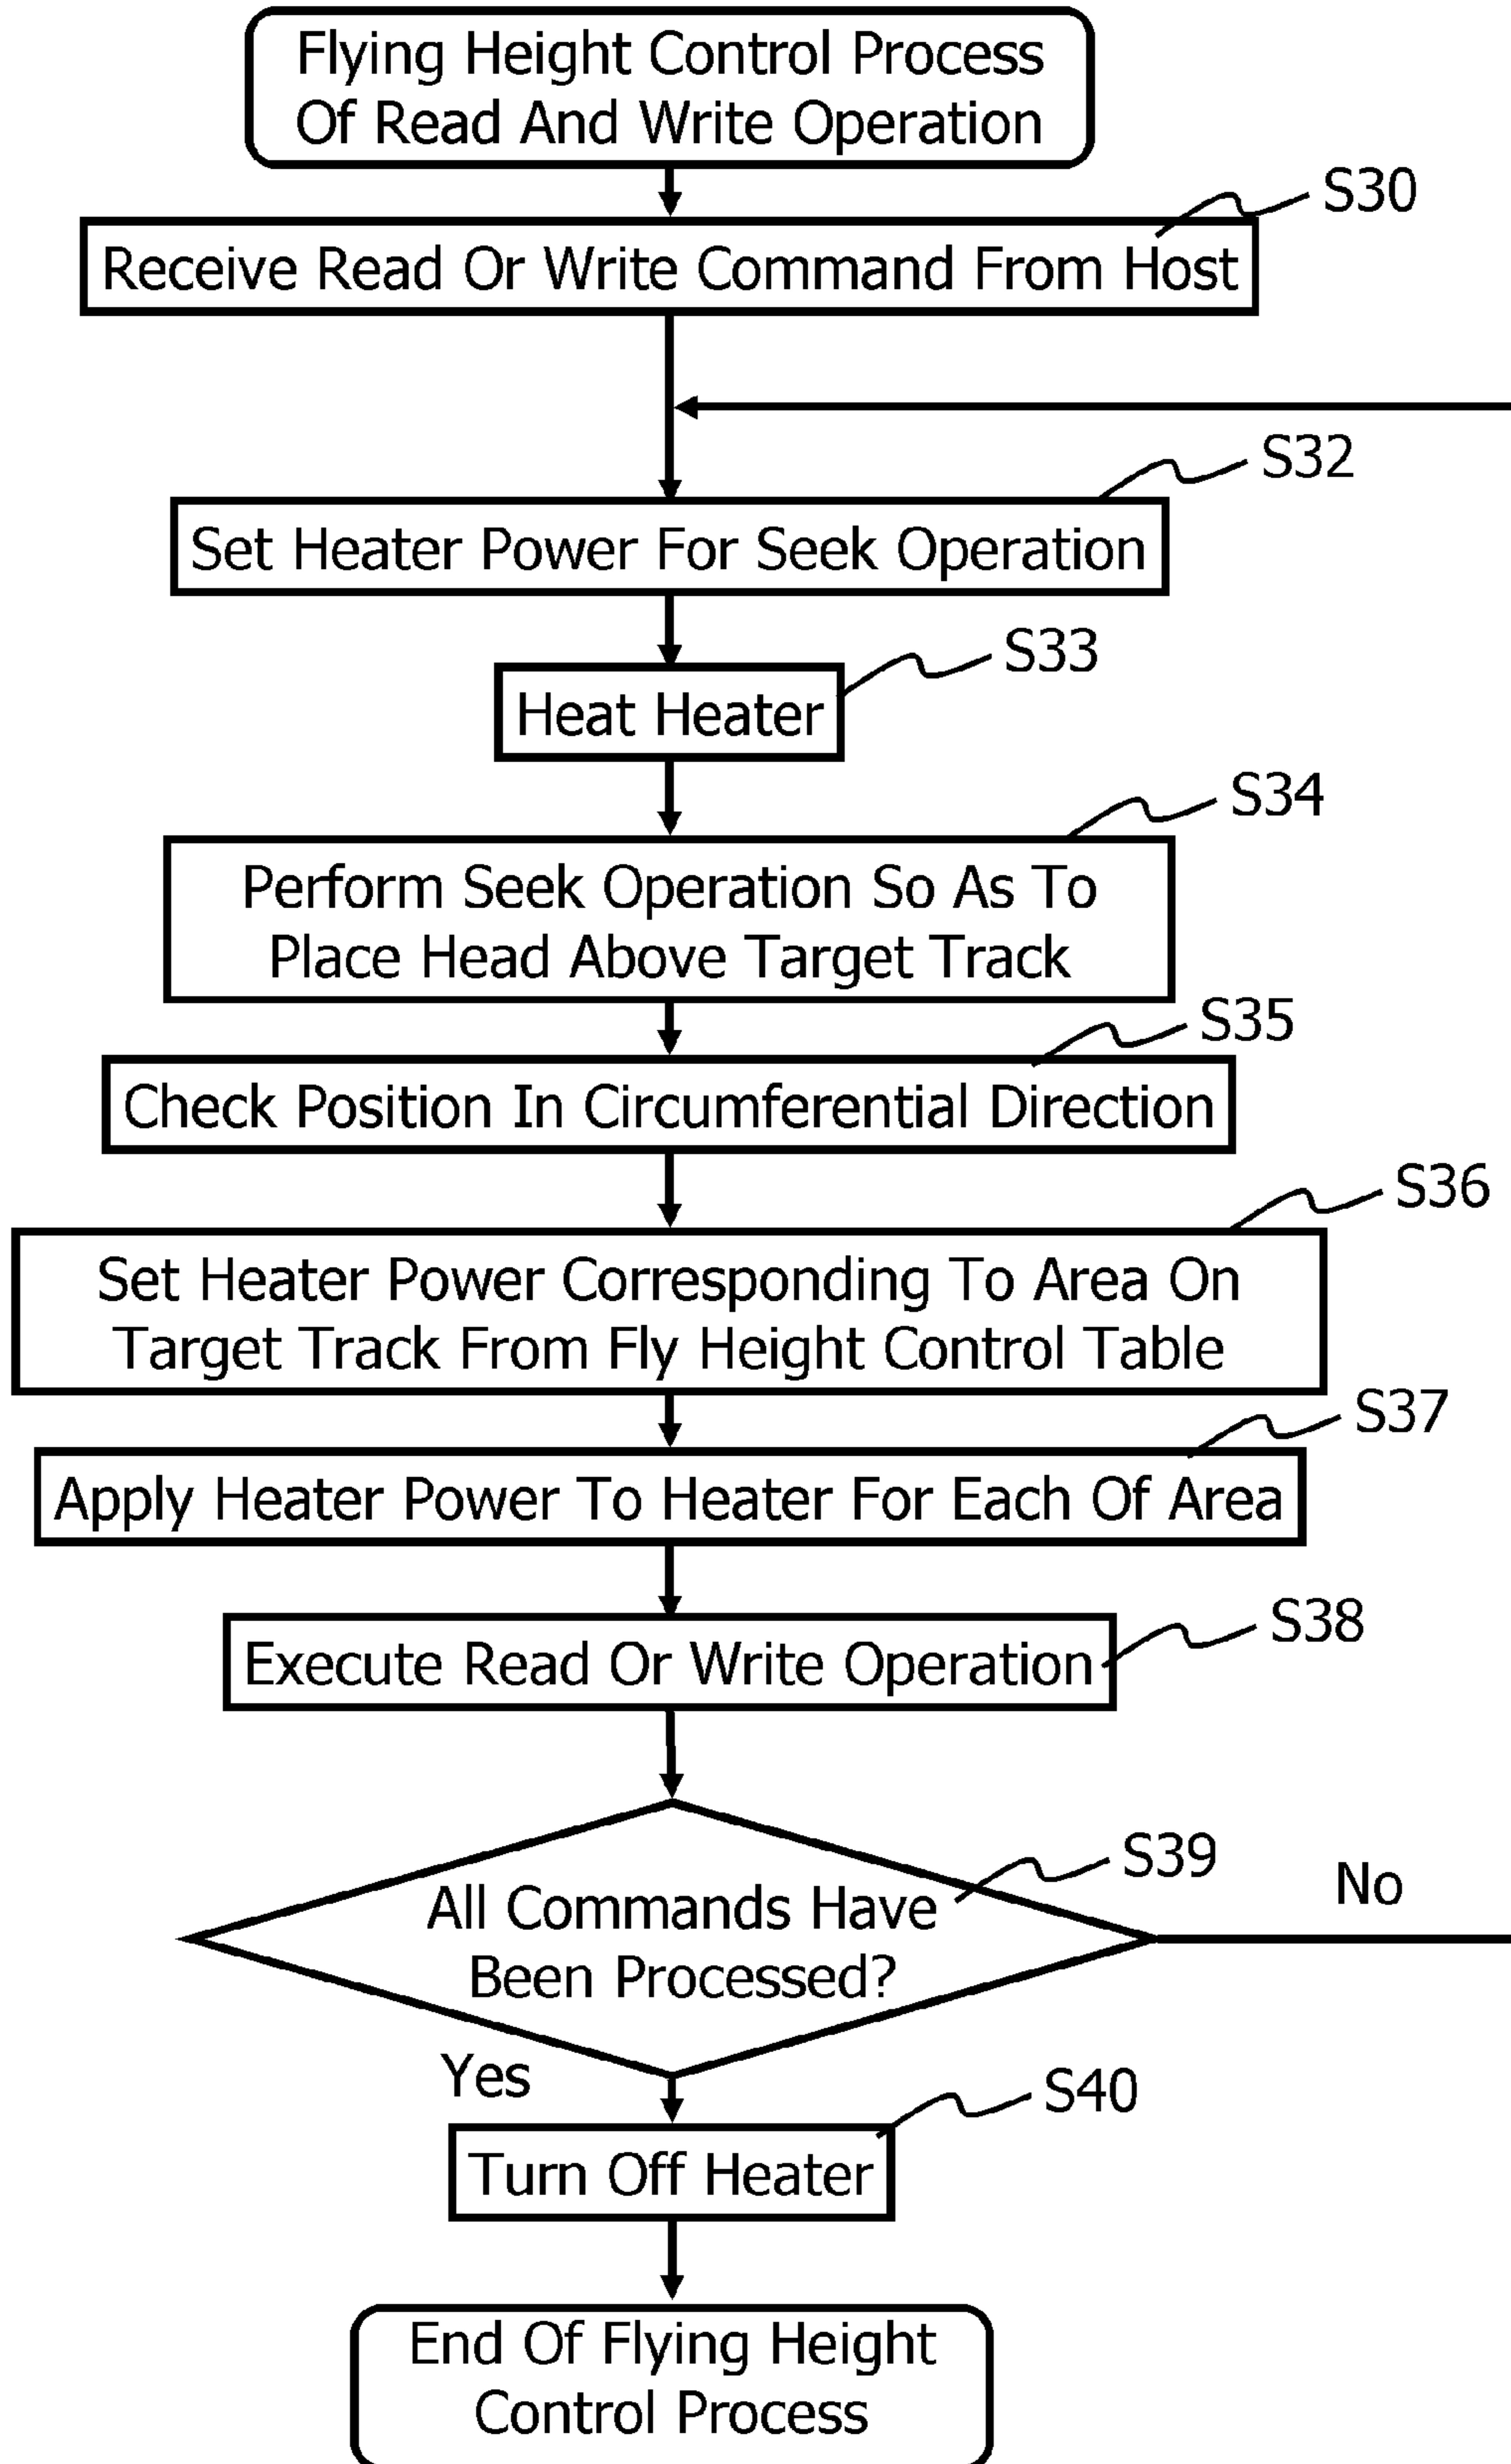 Flying Height Control Process
Of Read And Write Operation
S30
Receive Read Or Write Command From Host
S32
Set Heater Power For Seek Operation
S33
Heat Heater
S34
Perform Seek Operation So As To
Place Head Above Target Track
S35
Check Position In Circumferential Direction
S36
Set Heater Power Corresponding To Area On
Target Track From Fly Height Control Table
S37
Apply Heater Power To Heater For Each Of Area
S38
Execute Read Or Write Operation
S39
No
All Commands Have
Been Processed?
Yes
S40
Turn Off Heater
End Of Flying Height
Control Process